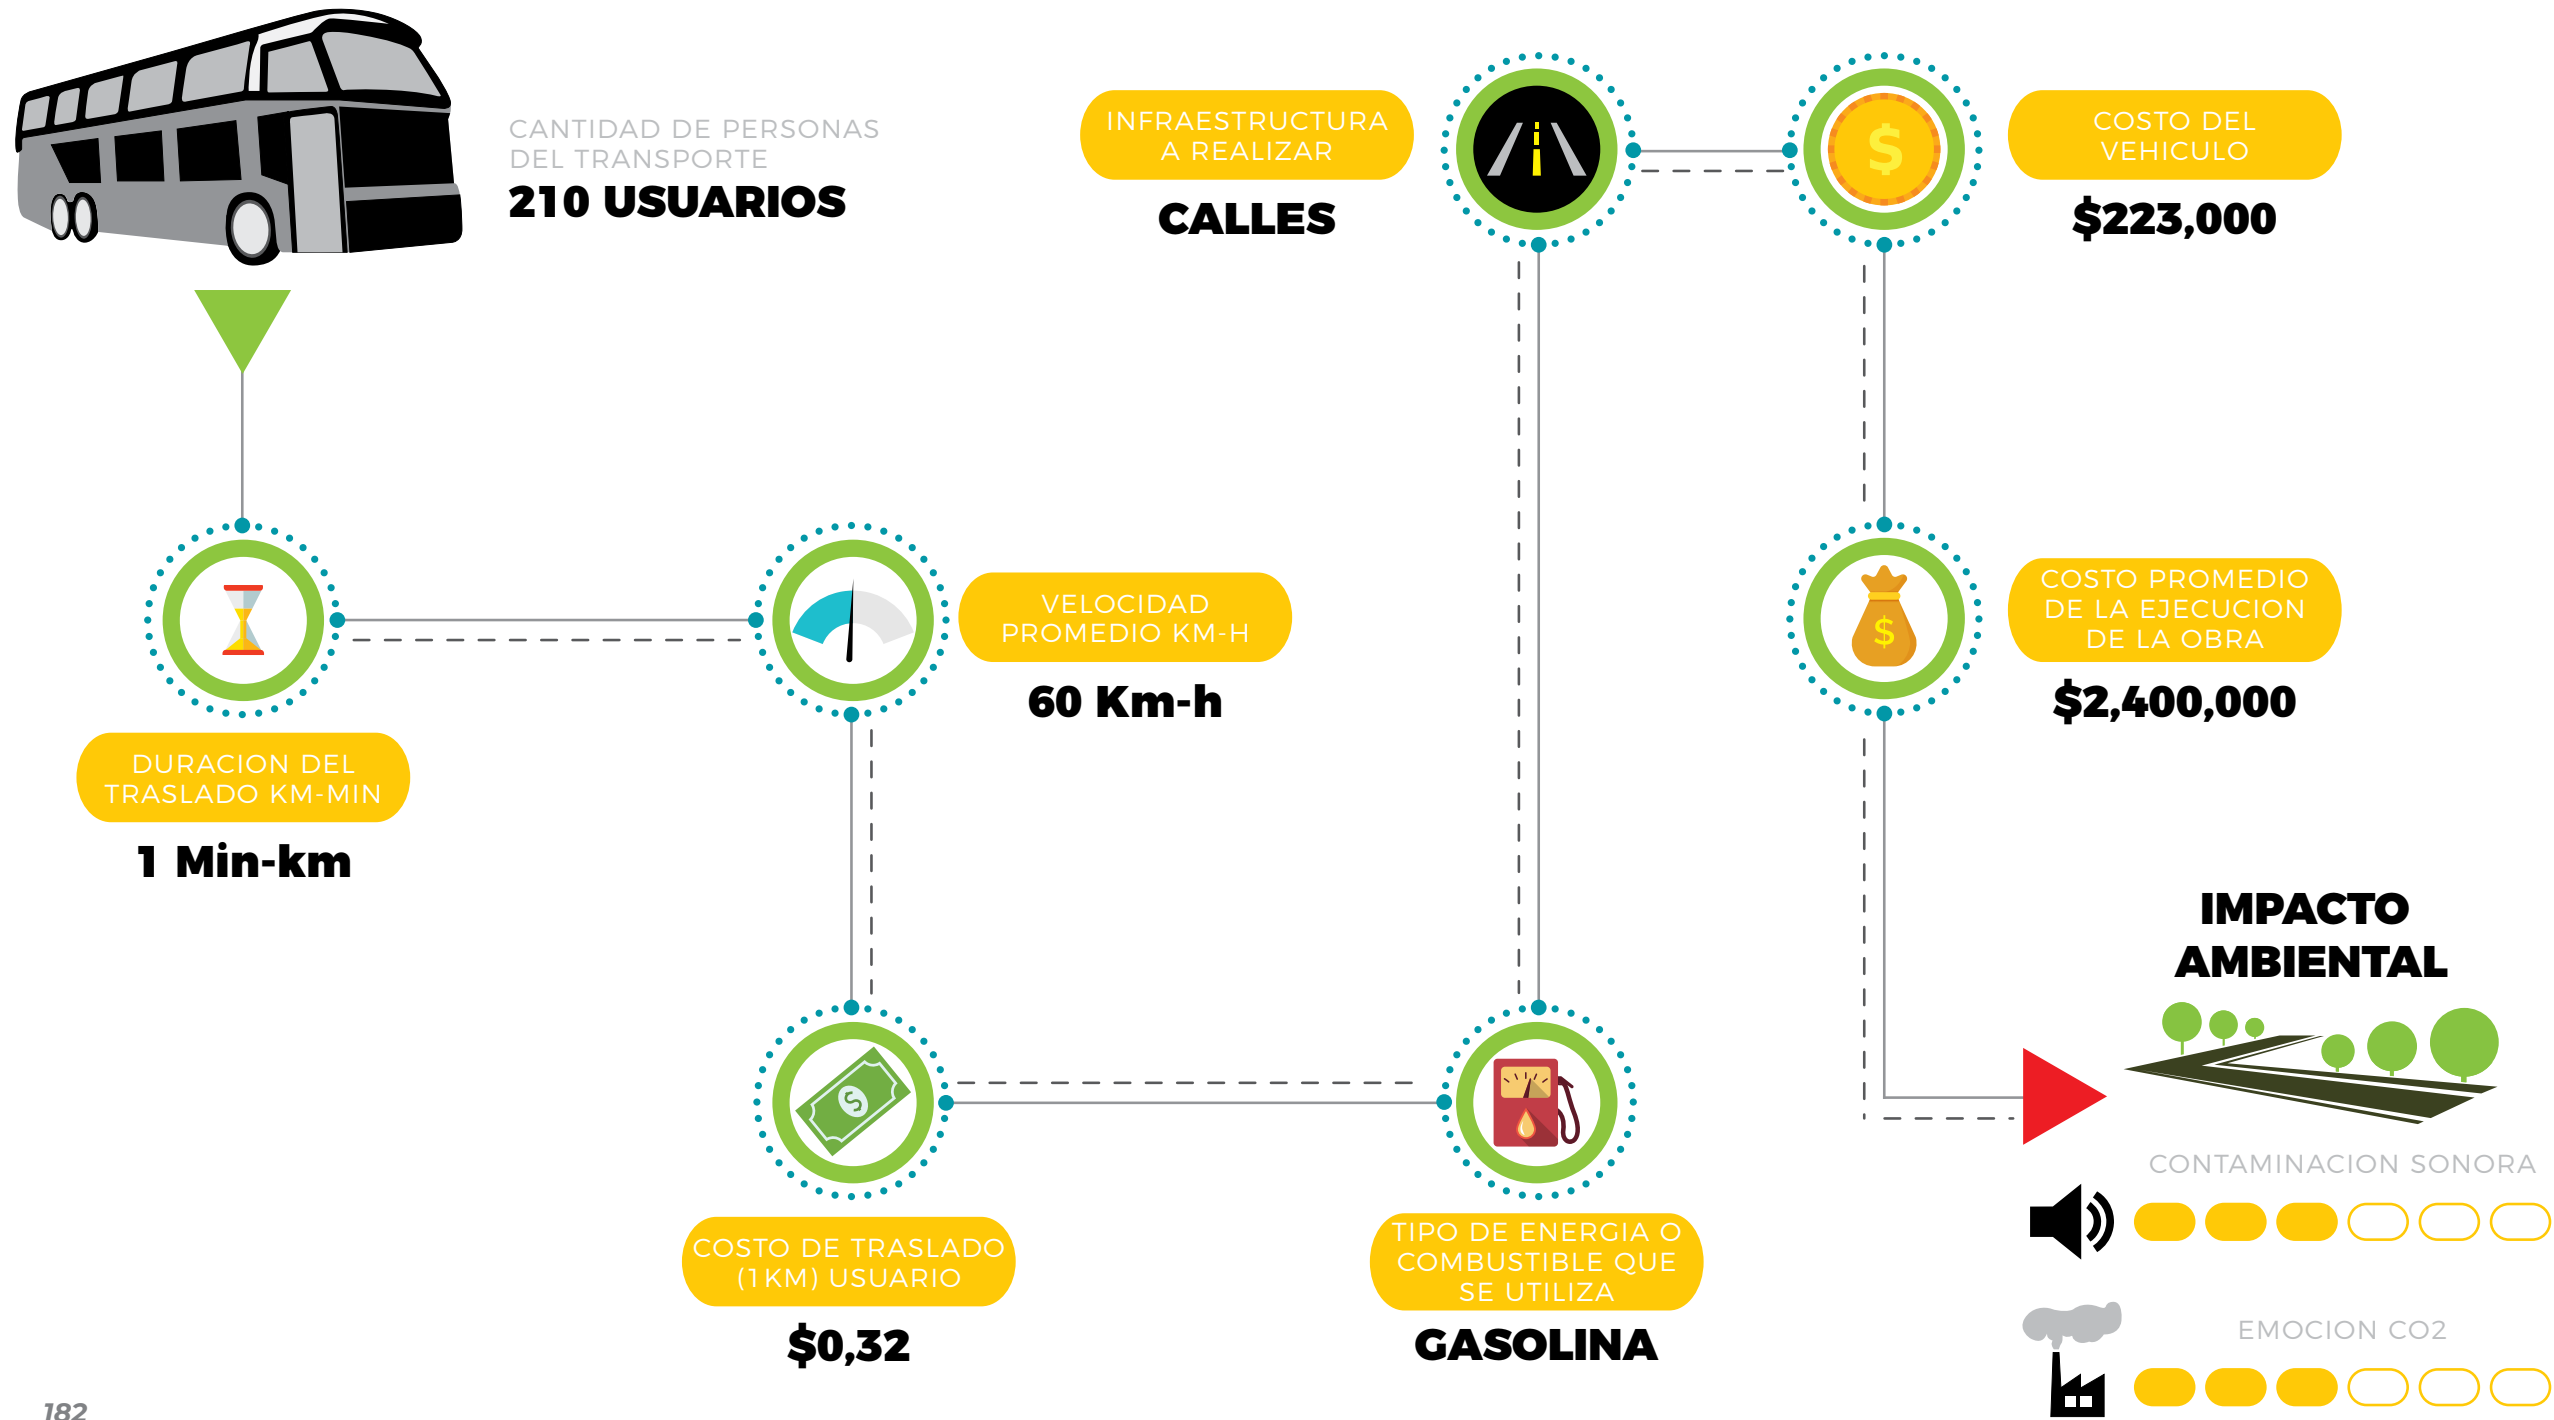 CANTIDAD DE PERSONAS
DEL TRANSPORTE
210 USUARIOS
DURACION DEL
TRASLADO KM-MIN
1 Min-km
VELOCIDAD
PROMEDIO KM-H
60 Km-h
COSTO DE TRASLADO
(1KM) USUARIO
$0,32
TIPO DE ENERGIA O
COMBUSTIBLE QUE
SE UTILIZA
GASOLINA
INFRAESTRUCTURA
A REALIZAR
CALLES
$
COSTO DEL
VEHICULO
$223,000
$
COSTO PROMEDIO
DE LA EJECUCION
DE LA OBRA
$2,400,000
IMPACTO
AMBIENTAL
CONTAMINACION SONORA
EMOCION CO2
182